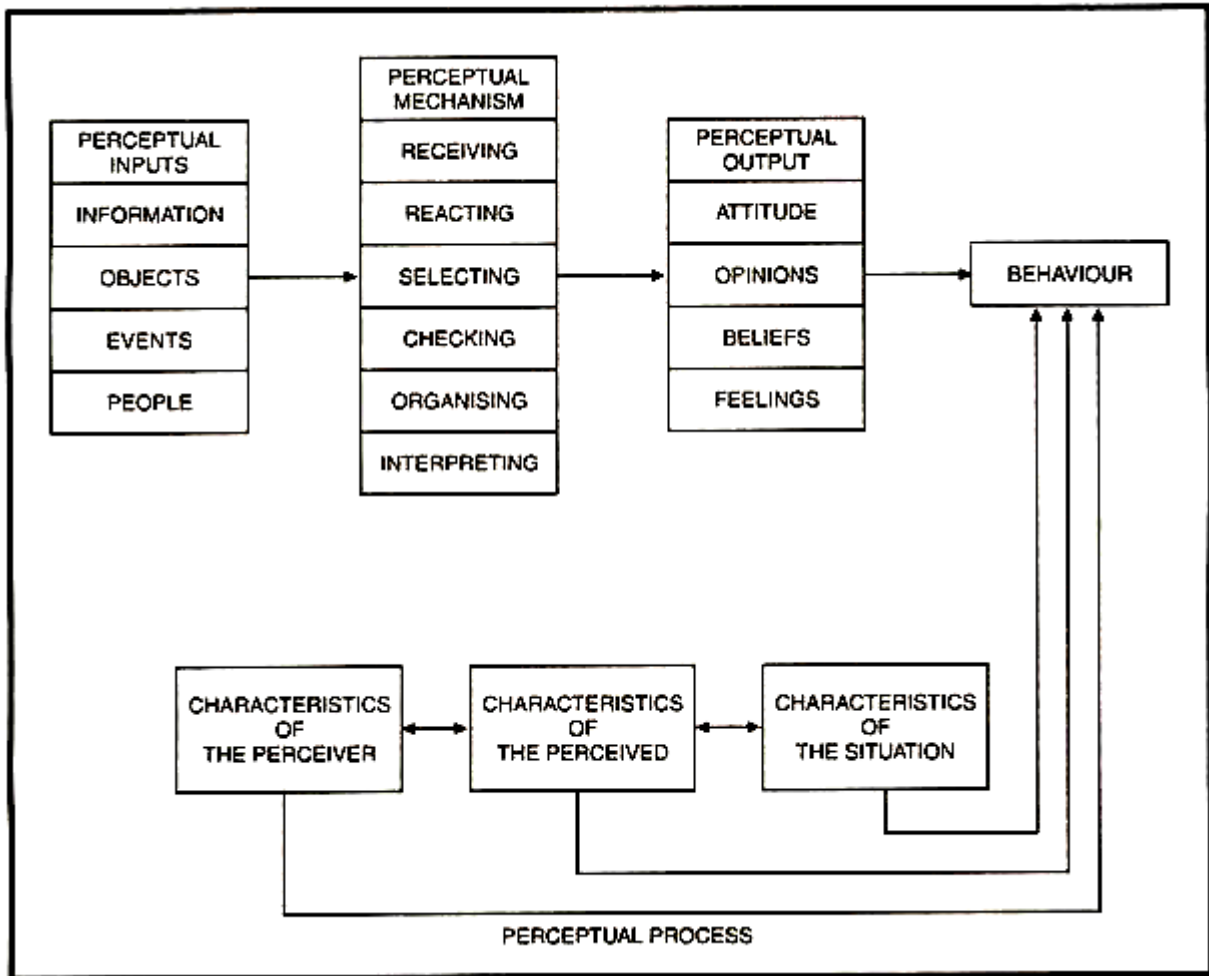 PERCEPTUAL
INPUTS
INFORMATION
OBJECTS
EVENTS
PEOPLE
PERCEPTUAL
MECHANISM
RECEIVING
REACTING
SELECTING
CHECKING
ORGANISING
INTERPRETING
PERCEPTUAL
OUTPUT
ATTITUDE
OPINIONS
BELIEFS
FEELINGS
BEHAVIOUR
CHARACTERISTICS
OF
THE PERCEIVER
CHARACTERISTICS
OF
THE PERCEIVED
CHARACTERISTICS
OF
THE SITUATION
PERCEPTUAL PROCESS